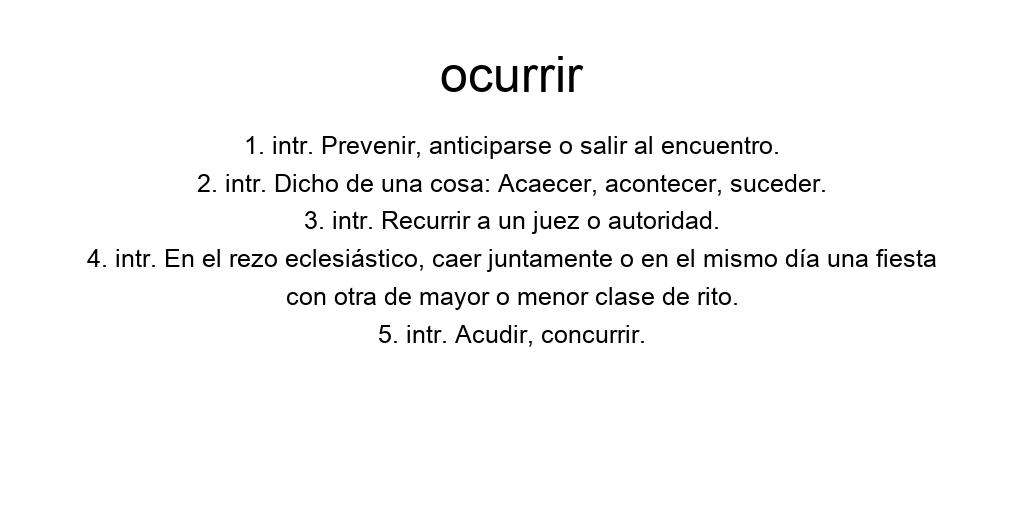 ocurrir
1. intr. Prevenir, anticiparse o salir al encuentro.
2. intr. Dicho de una cosa: Acaecer, acontecer, suceder.
3. intr. Recurrir a un juez o autoridad.
4. intr. En el rezo eclesiástico, caer juntamente o en el mismo día una fiesta
con otra de mayor o menor clase de rito.
5. intr. Acudir, concurrir.